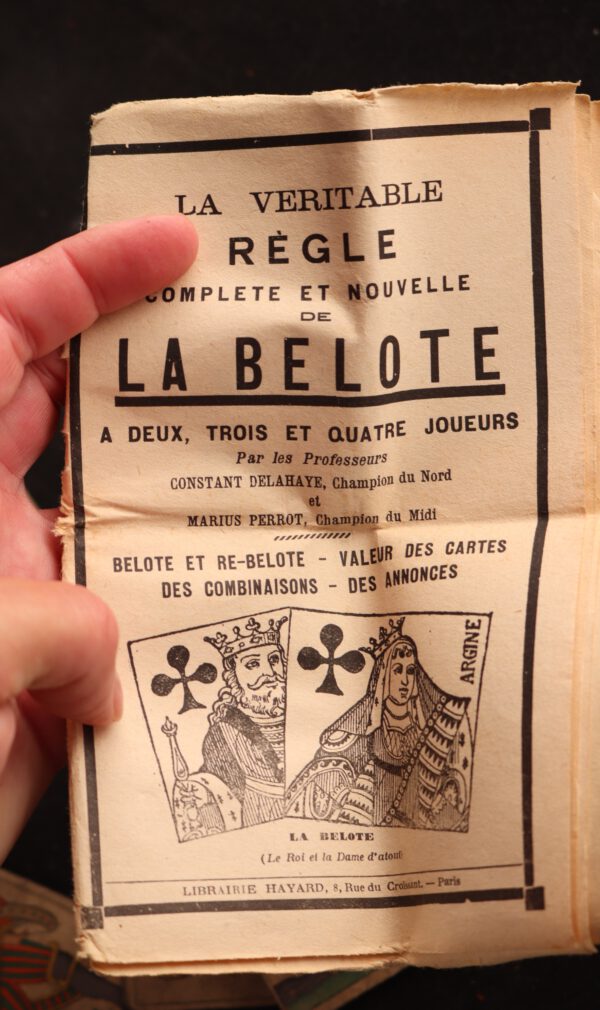 LA VERITABLE
RÈGLE
COMPLETE ET NOUVELLE
DE
LA BELOTE
A DEUX, TROIS ET QUATRE JOUEURS
Par les Professeurs
CONSTANT DELAHAYE, Champion du Nord
et
MARIUS PERROT, Champion du Midi
BELOTE ET RE-BELOTE - VALEUR DES CARTES
DES COMBINAISONS - DES ANNONCES
ARGINE
LA BELOTE
(Le Roi et la Dame d'atout
LIBRAIRIE HAYARD, 8, Rue du Croissant. — Paris